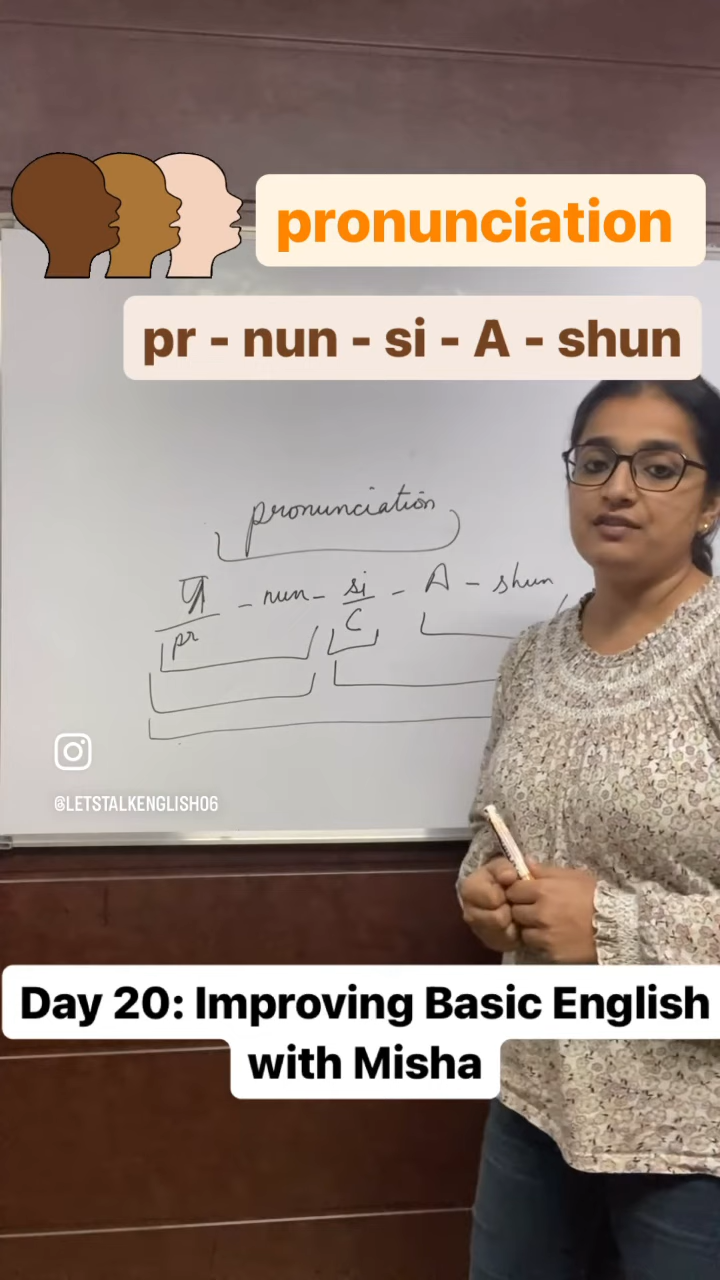 pronunciation
pr - nun - si - A - shun
pronunciation
प्र - nun - si - A - shun
pr C
@LETSTALKENGLISH06
Day 20: Improving Basic English
with Misha